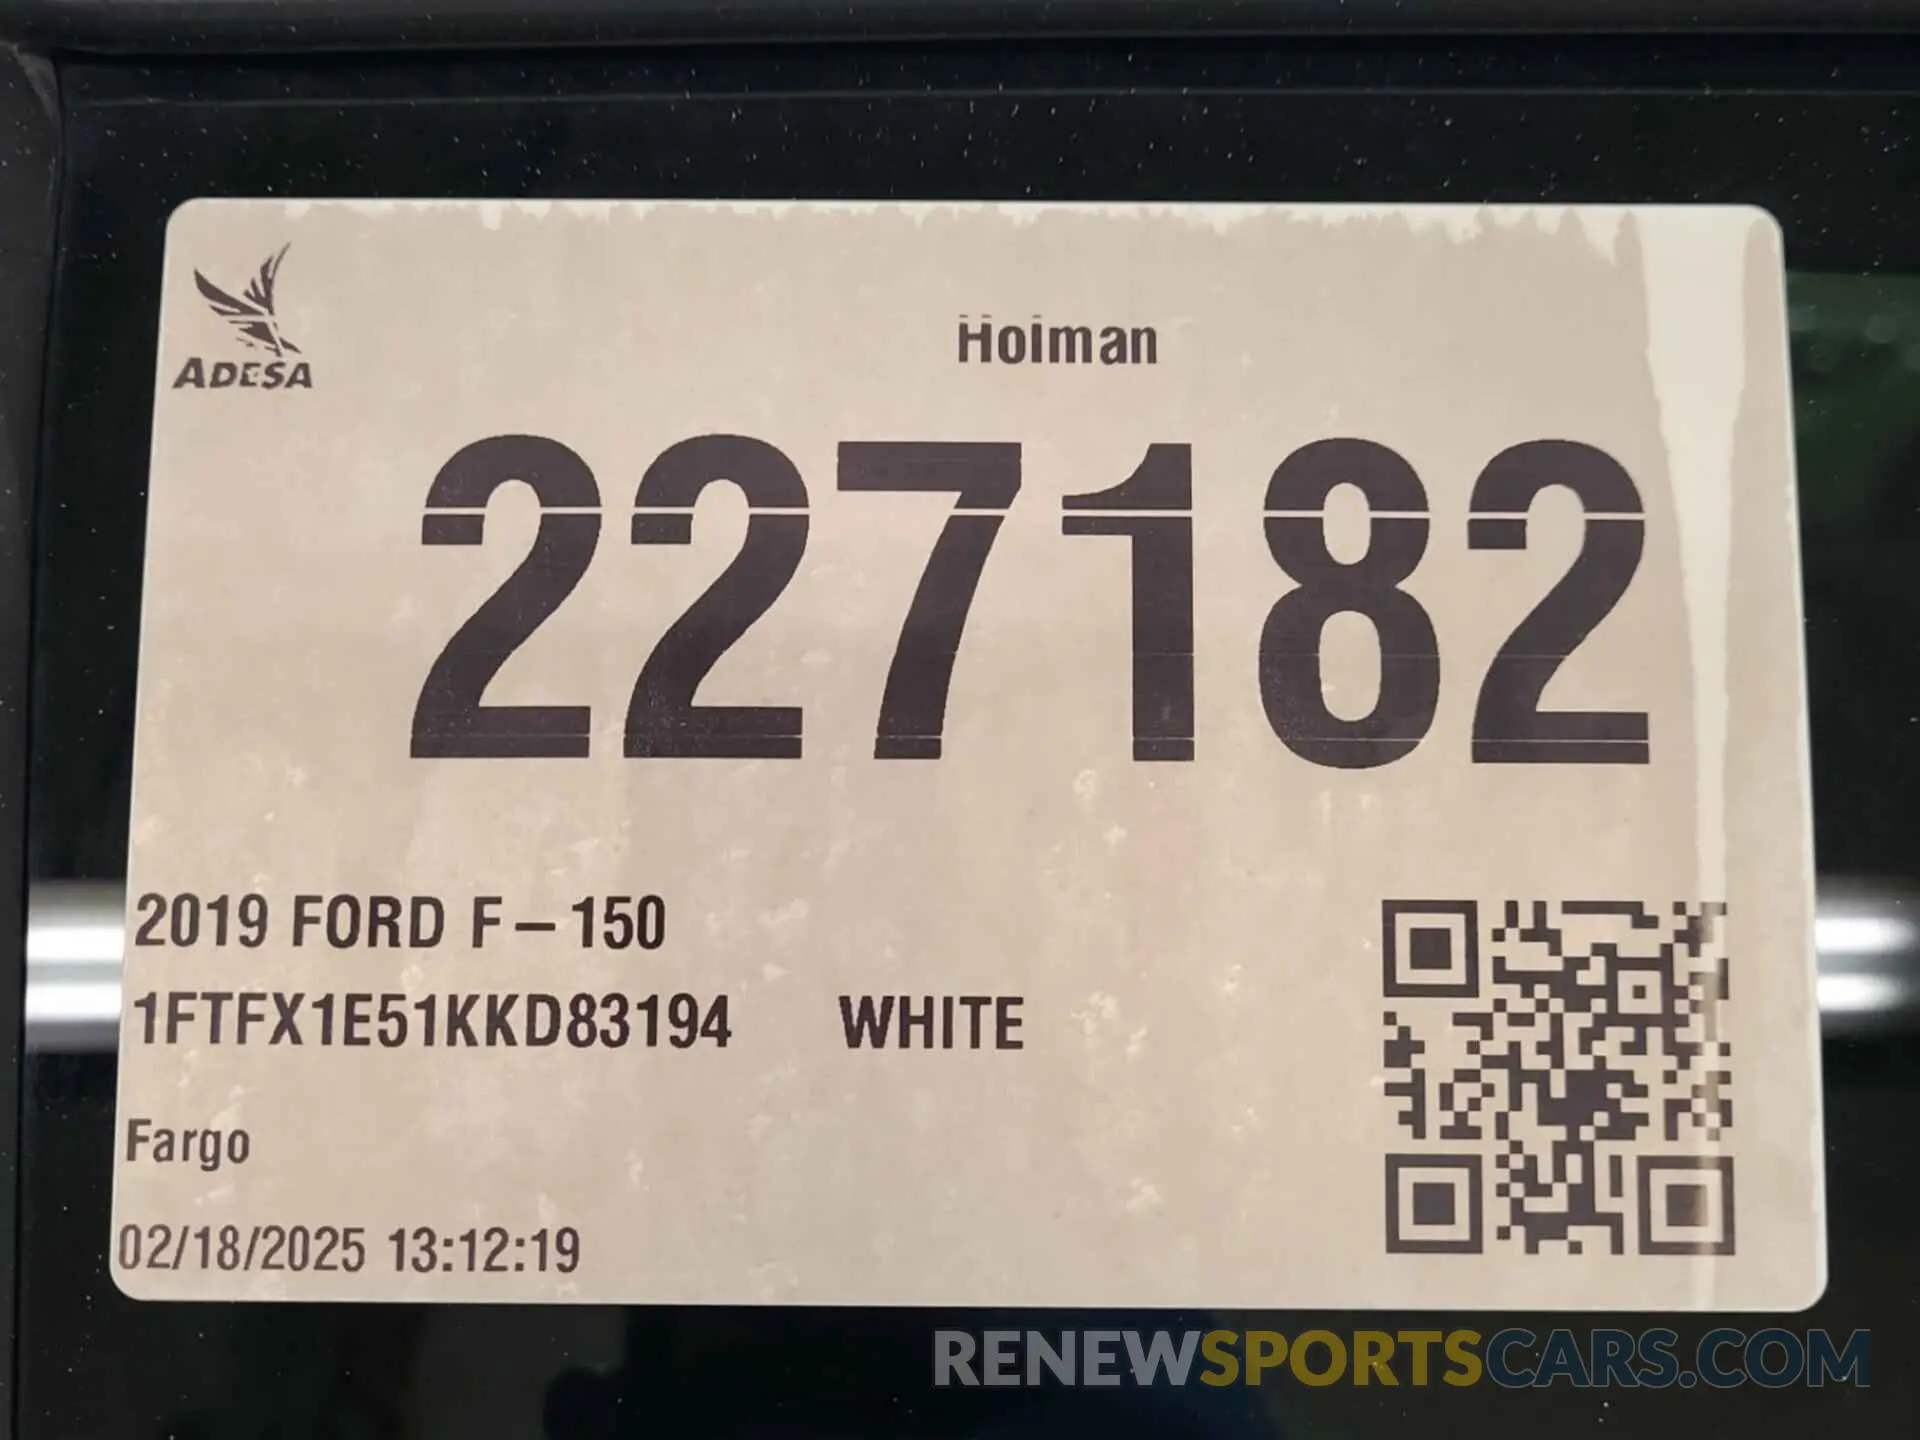 ADESA
Holman
227182
2019 FORD F-150
1FTFX1E51KKD83194 WHITE
Fargo
02/18/2025 13:12:19
RENEWSPORTSCARS.COM